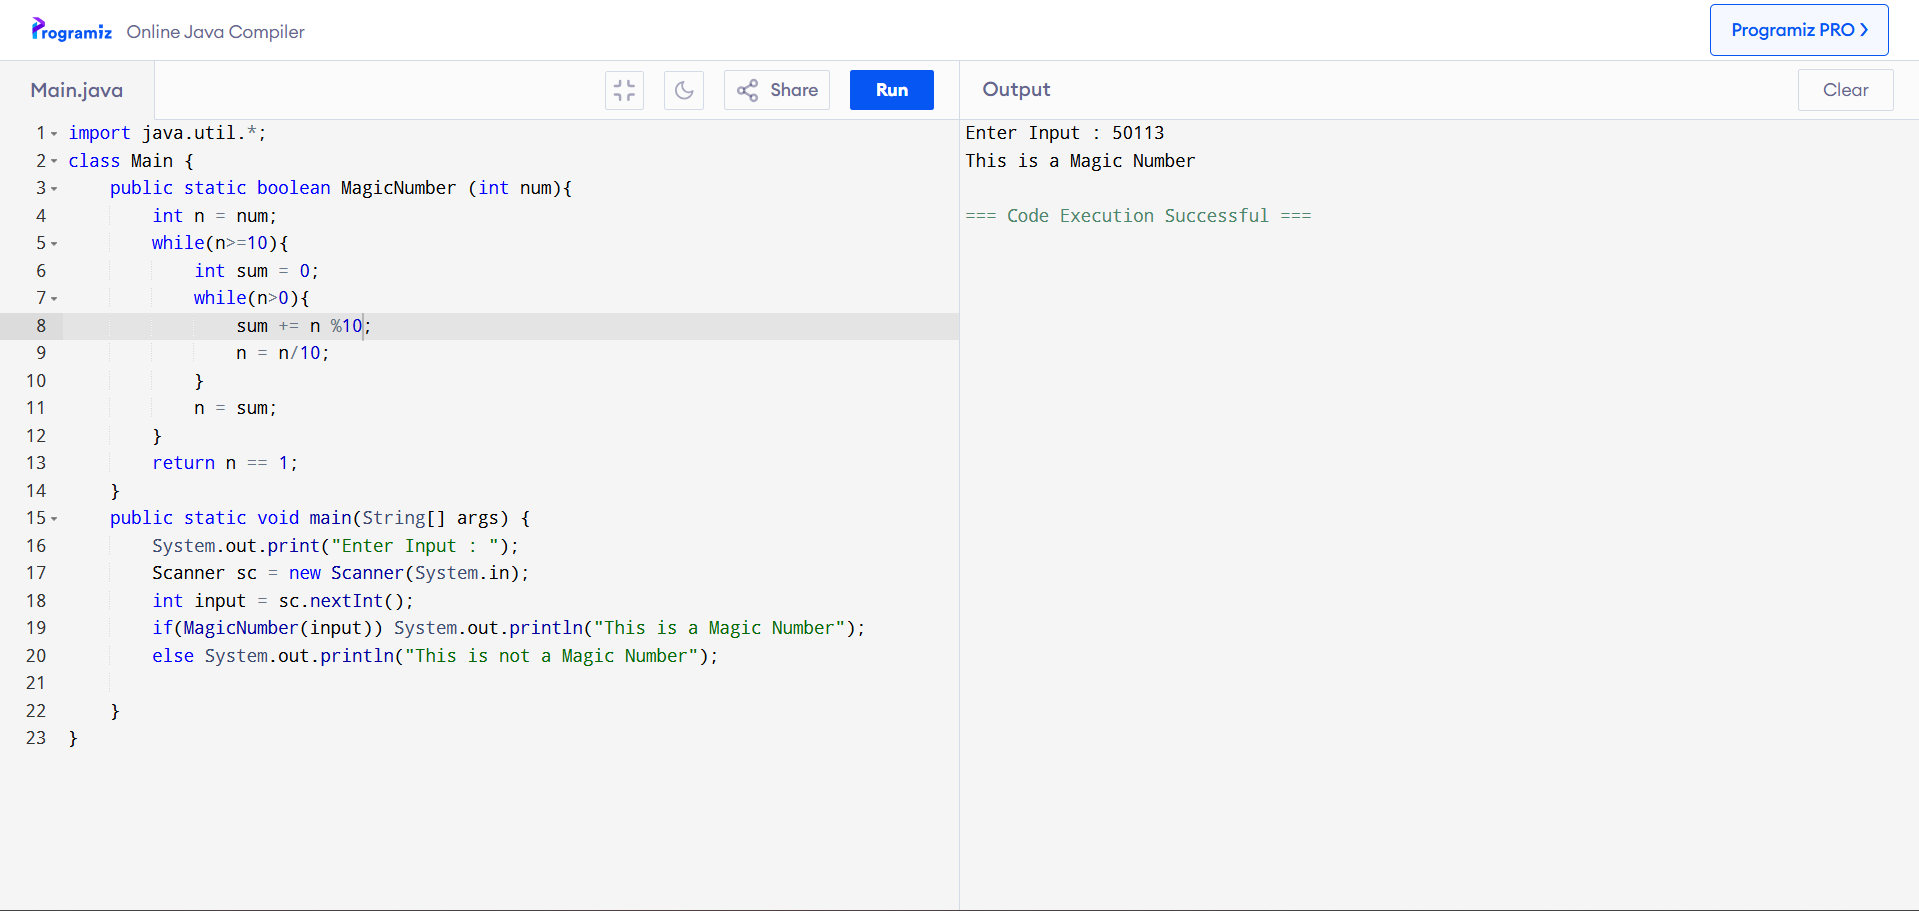 Programiz Online Java Compiler
Programiz PRO >
Main.java
Share
Run
Output
Clear
1 import java.util.*;
2 class Main {
3 public static boolean MagicNumber (int num){
4 int n = num;
5 while(n>=10){
6 int sum = 0;
7 while(n>0){
8 sum += n %10;
9 n = n/10;
10 }
11 n = sum;
12 }
13 return n == 1;
14 }
15 public static void main(String[] args) {
16 System.out.print("Enter Input : ");
17 Scanner sc = new Scanner(System.in);
18 int input = sc.nextInt();
19 if(MagicNumber(input)) System.out.println("This is a Magic Number");
20 else System.out.println("This is not a Magic Number");
21
22 }
23 }
Enter Input : 50113
This is a Magic Number
=== Code Execution Successful ===